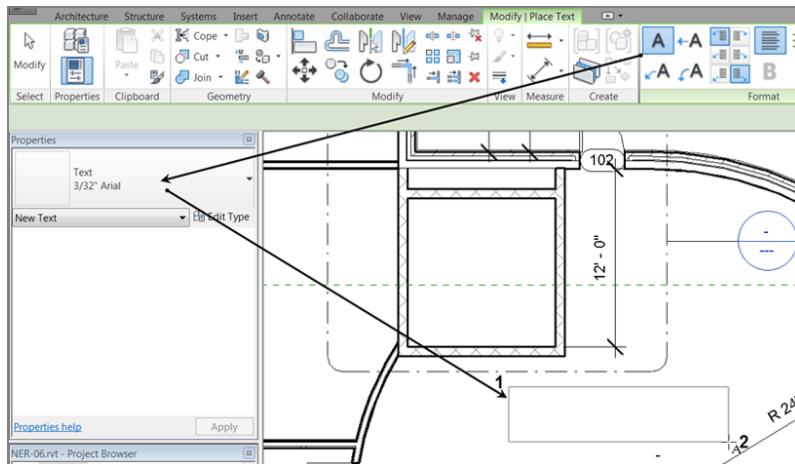 Architecture Structure Systems Insert Annotate Collaborate View Manage Modify | Place Text
Modify
Cope
Cut
Join
Paste
A A
A A B
Select Properties Clipboard Geometry Modify View Measure Create Format
Properties
Text
3/32" Arial
New Text Edit Type
102
12' - 0"
-
---
1
2
A
R 24'
-
Properties help Apply
NER-06.rvt - Project Browser